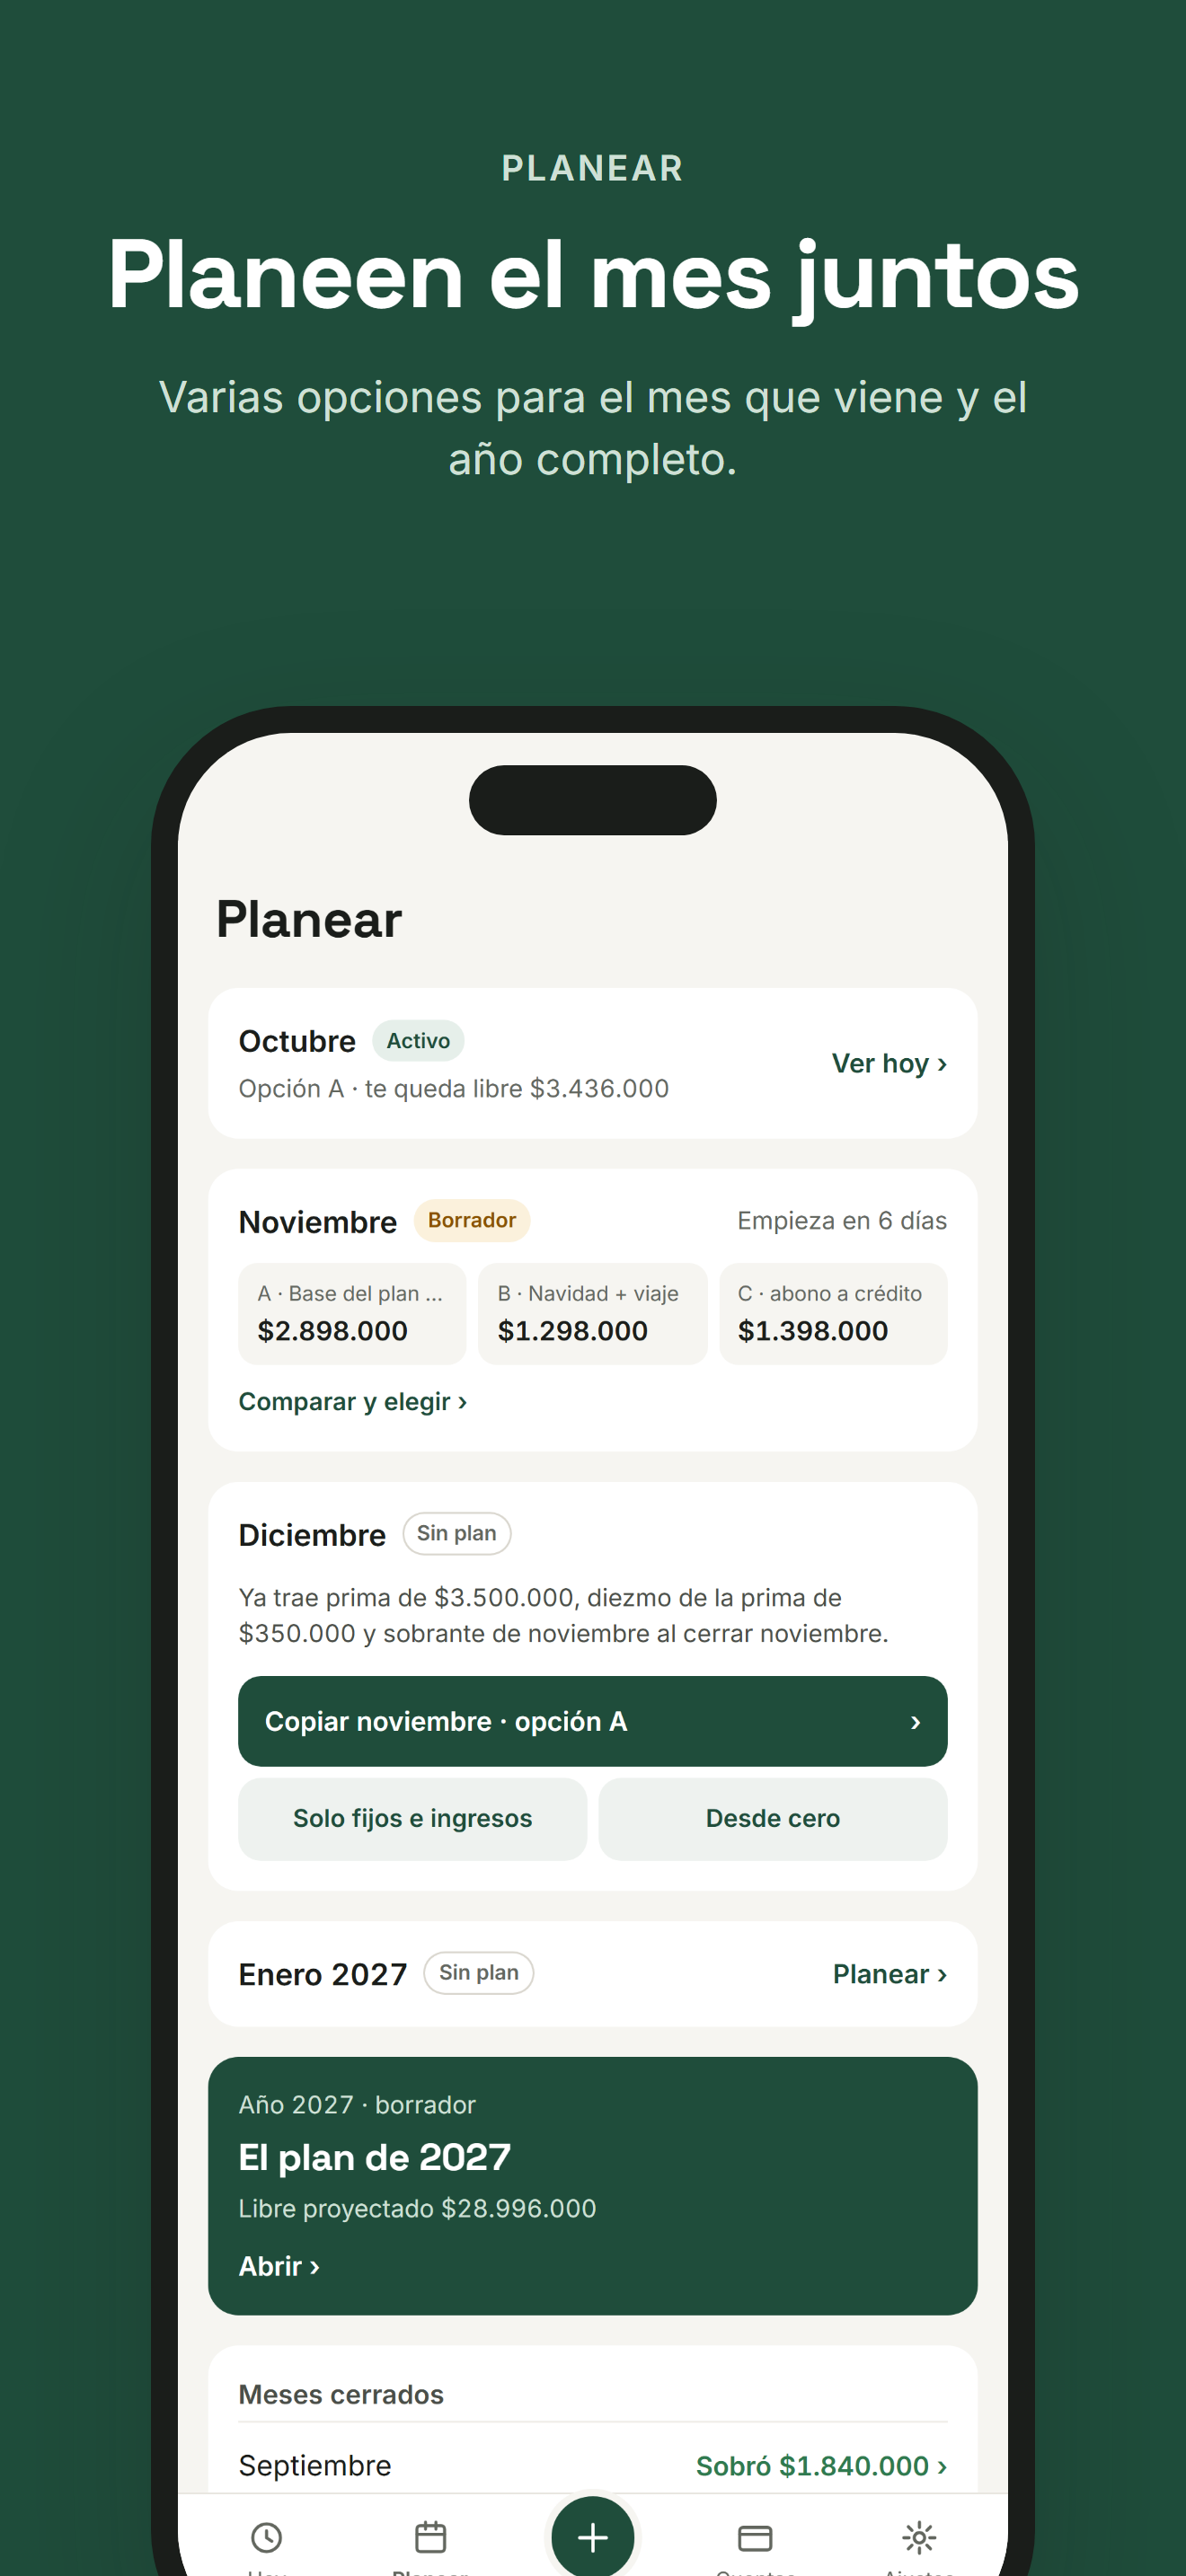 PLANEAR
Planeen el mes juntos
Varias opciones para el mes que viene y el
año completo.
Planear
Octubre Activo
Opción A · te queda libre $3.436.000
Ver hoy ›
Noviembre Borrador Empieza en 6 días
A · Base del plan ... B · Navidad + viaje C · abono a crédito
$2.898.000 $1.298.000 $1.398.000
Comparar y elegir ›
Diciembre Sin plan
Ya trae prima de $3.500.000, diezmo de la prima de
$350.000 y sobrante de noviembre al cerrar noviembre.
Copiar noviembre · opción A ›
Solo fijos e ingresos Desde cero
Enero 2027 Sin plan Planear ›
Año 2027 · borrador
El plan de 2027
Libre proyectado $28.996.000
Abrir ›
Meses cerrados
Septiembre Sobró $1.840.000 ›